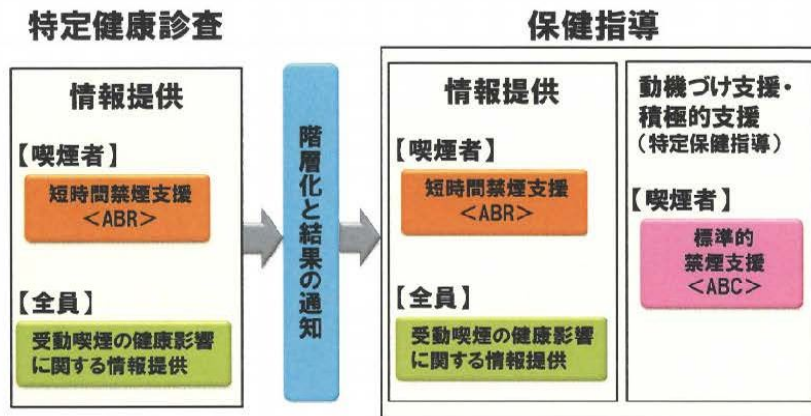 特定健康診査
情報提供
【喫煙者】
短時間禁煙支援
<ABR>
【全員】
受動喫煙の健康影響
に関する情報提供
階層化と結果の通知
保健指導
情報提供
【喫煙者】
短時間禁煙支援
<ABR>
【全員】
受動喫煙の健康影響
に関する情報提供
動機づけ支援・
積極的支援
（特定保健指導）
【喫煙者】
標準的
禁煙支援
<ABC>